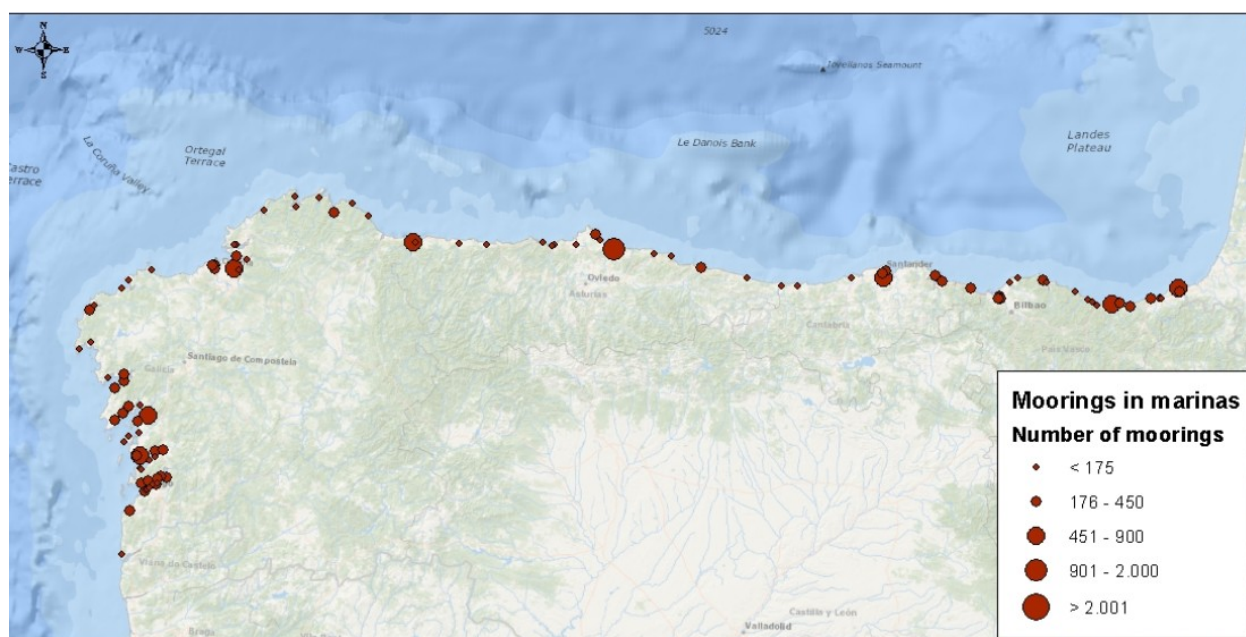 N
W E
S
5024
Jovellanos Seamount
La Coruña Valley
Ortegal
Terrace
Le Danois Bank
Landes
Plateau
Castro
Terrace
Oviedo
Asturias
Santander
Cantabria
Bilbao
País Vasco
Santiago de Compostela
Galicia
Viana do Castelo
Braga
Castilla y León
Valladolid
Moorings in marinas
Number of moorings
< 175
176 - 450
451 - 900
901 - 2.000
> 2.001